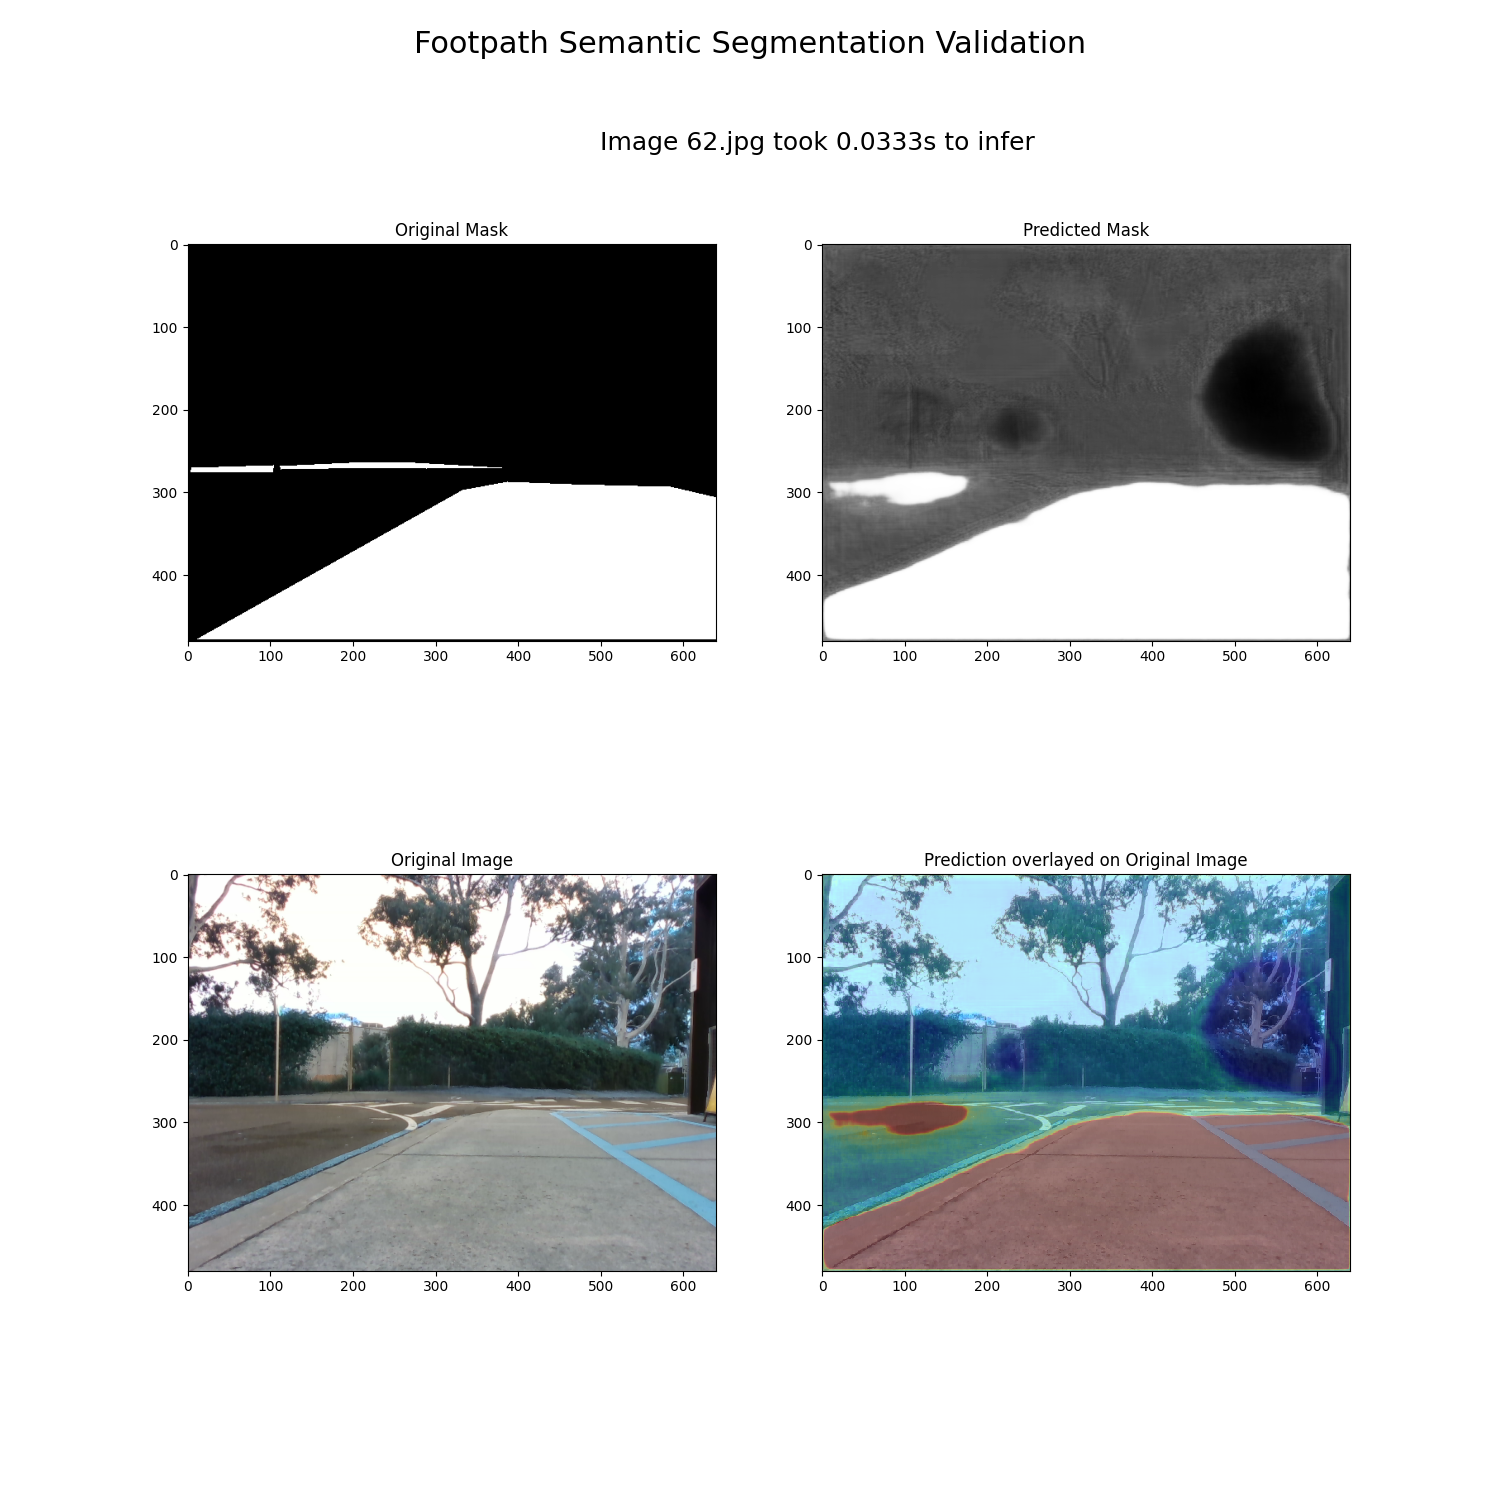 Footpath Semantic Segmentation Validation
Image 62.jpg took 0.0333s to infer
Original Mask
0
100
200
300
400
0 100 200 300 400 500 600
Predicted Mask
0
100
200
300
400
0 100 200 300 400 500 600
Original Image
0
100
200
300
400
0 100 200 300 400 500 600
Prediction overlayed on Original Image
0
100
200
300
400
0 100 200 300 400 500 600